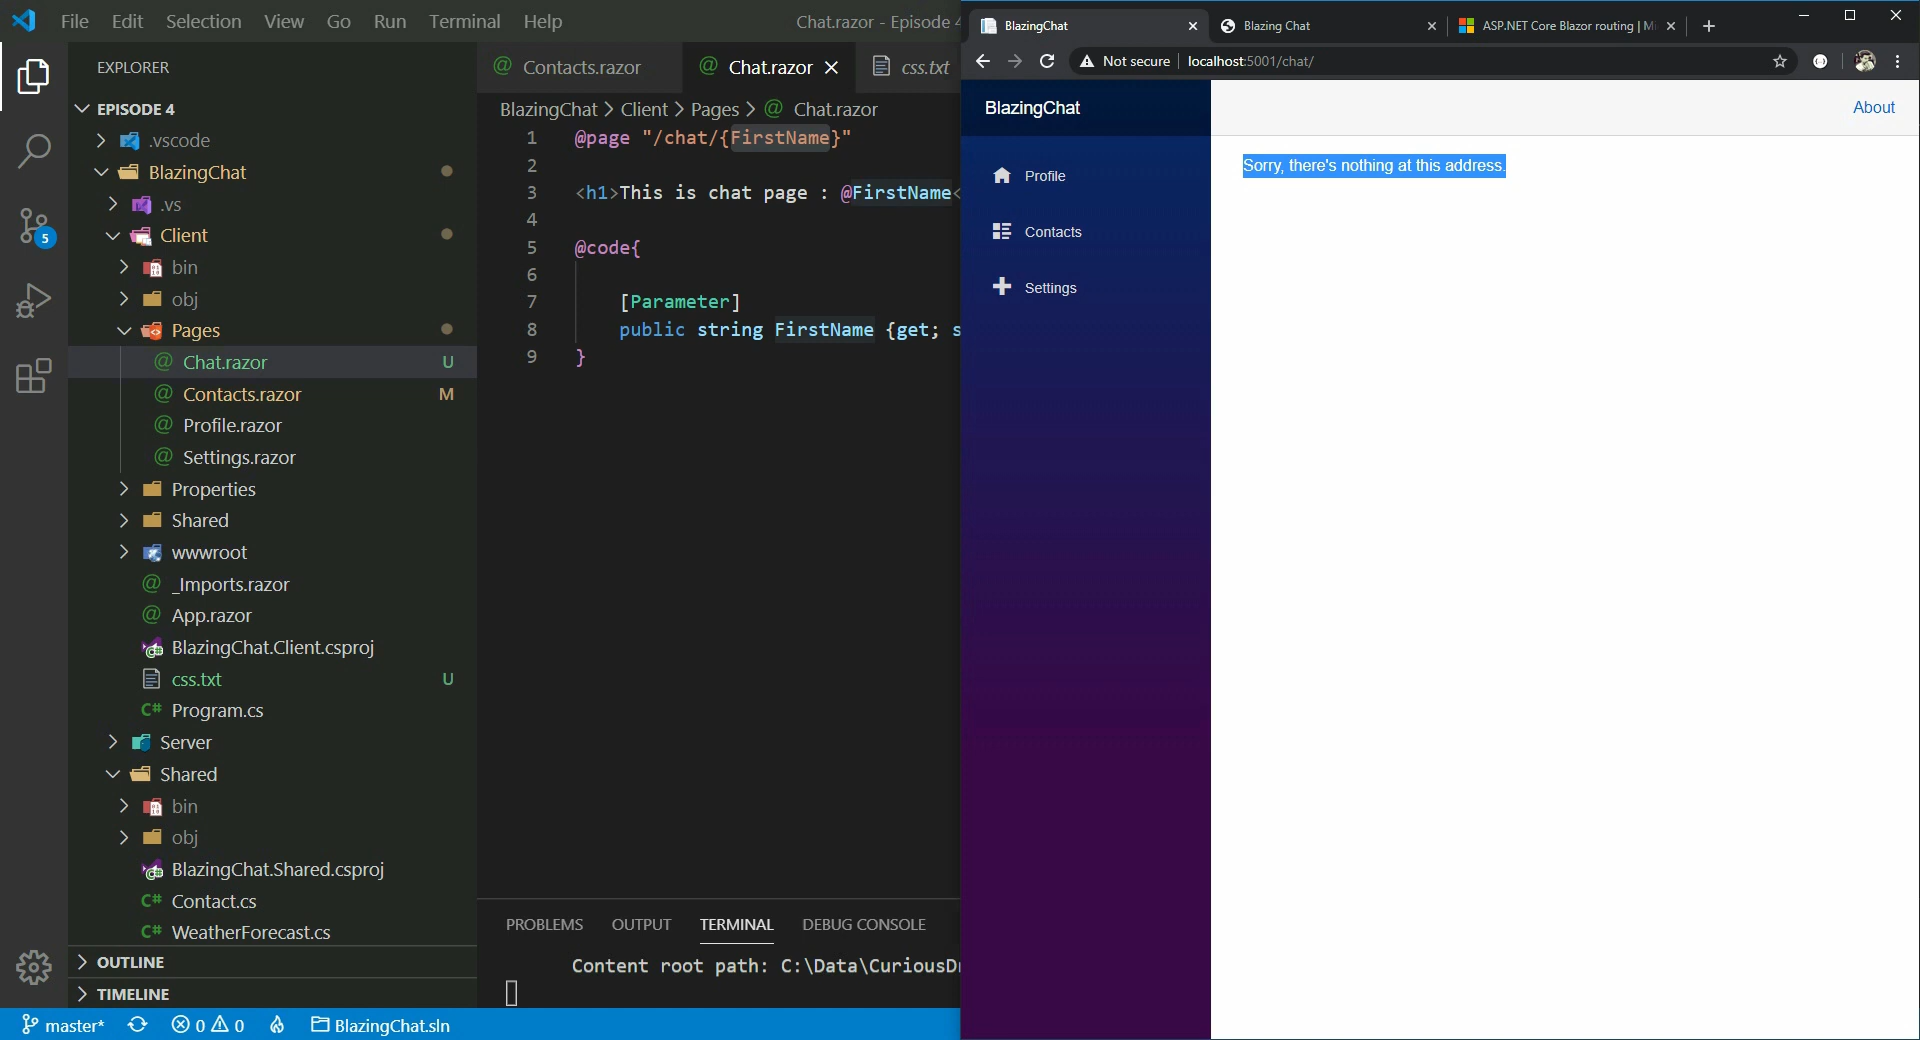 File Edit Selection View Go Run Terminal Help
Chat.razor - Episode 4
EXPLORER
EPISODE 4
.vscode
BlazingChat
.vs
Client
bin
obj
Pages
Chat.razor U
Contacts.razor M
Profile.razor
Settings.razor
Properties
Shared
wwwroot
_Imports.razor
App.razor
BlazingChat.Client.csproj
css.txt U
C# Program.cs
Server
Shared
bin
obj
BlazingChat.Shared.csproj
C# Contact.cs
C# WeatherForecast.cs
OUTLINE
TIMELINE
5
master* 0 0 BlazingChat.sln
Contacts.razor Chat.razor css.txt
BlazingChat > Client > Pages > Chat.razor
1 @page "/chat/{FirstName}"
2
3 <h1>This is chat page : @FirstName<
4
5 @code{
6
7 [Parameter]
8 public string FirstName {get; s
9 }
PROBLEMS OUTPUT TERMINAL DEBUG CONSOLE
Content root path: C:\Data\CuriousD
BlazingChat Blazing Chat ASP.NET Core Blazor routing | Mi
Not secure | localhost:5001/chat/
BlazingChat
About
Profile
Contacts
Settings
Sorry, there's nothing at this address.